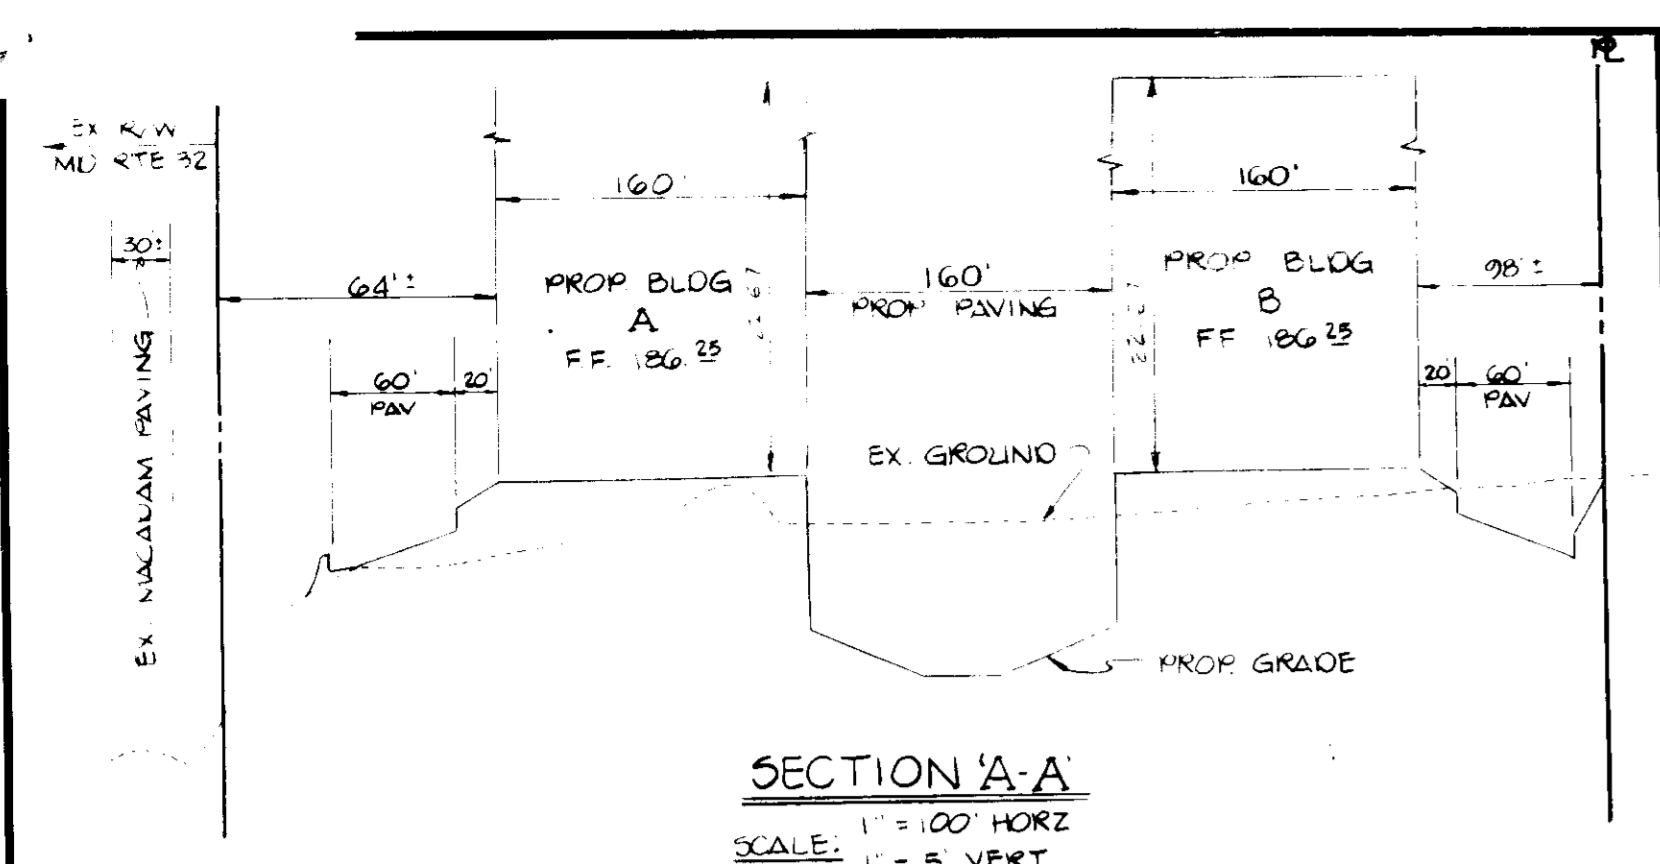 EX R/W
MD RTE 32
30'±
EX. MACADAM PAVING
64'±
60'
PAV
20'
160'
PROP. BLDG
A
F.F. 186.25
160'
PROP PAVING
EX. GROUND
160'
PROP BLDG
B
FF 186 25
98'±
20'
60'
PAV
PROP. GRADE
SECTION 'A-A'
SCALE: 1" = 100' HORZ
1" = 5' VERT